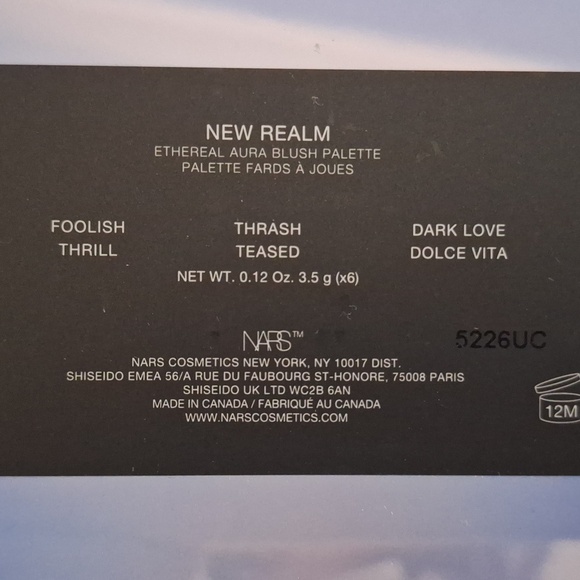 NEW REALM
ETHEREAL AURA BLUSH PALETTE
PALETTE FARDS À JOUES
FOOLISH THRASH DARK LOVE
THRILL TEASED DOLCE VITA
NET WT. 0.12 Oz. 3.5 g (x6)
NARS™
5226UC
NARS COSMETICS NEW YORK, NY 10017 DIST.
SHISEIDO EMEA 56/A RUE DU FAUBOURG ST-HONORE, 75008 PARIS
SHISEIDO UK LTD WC2B 6AN
MADE IN CANADA / FABRIQUÉ AU CANADA
WWW.NARSCOSMETICS.COM
12M